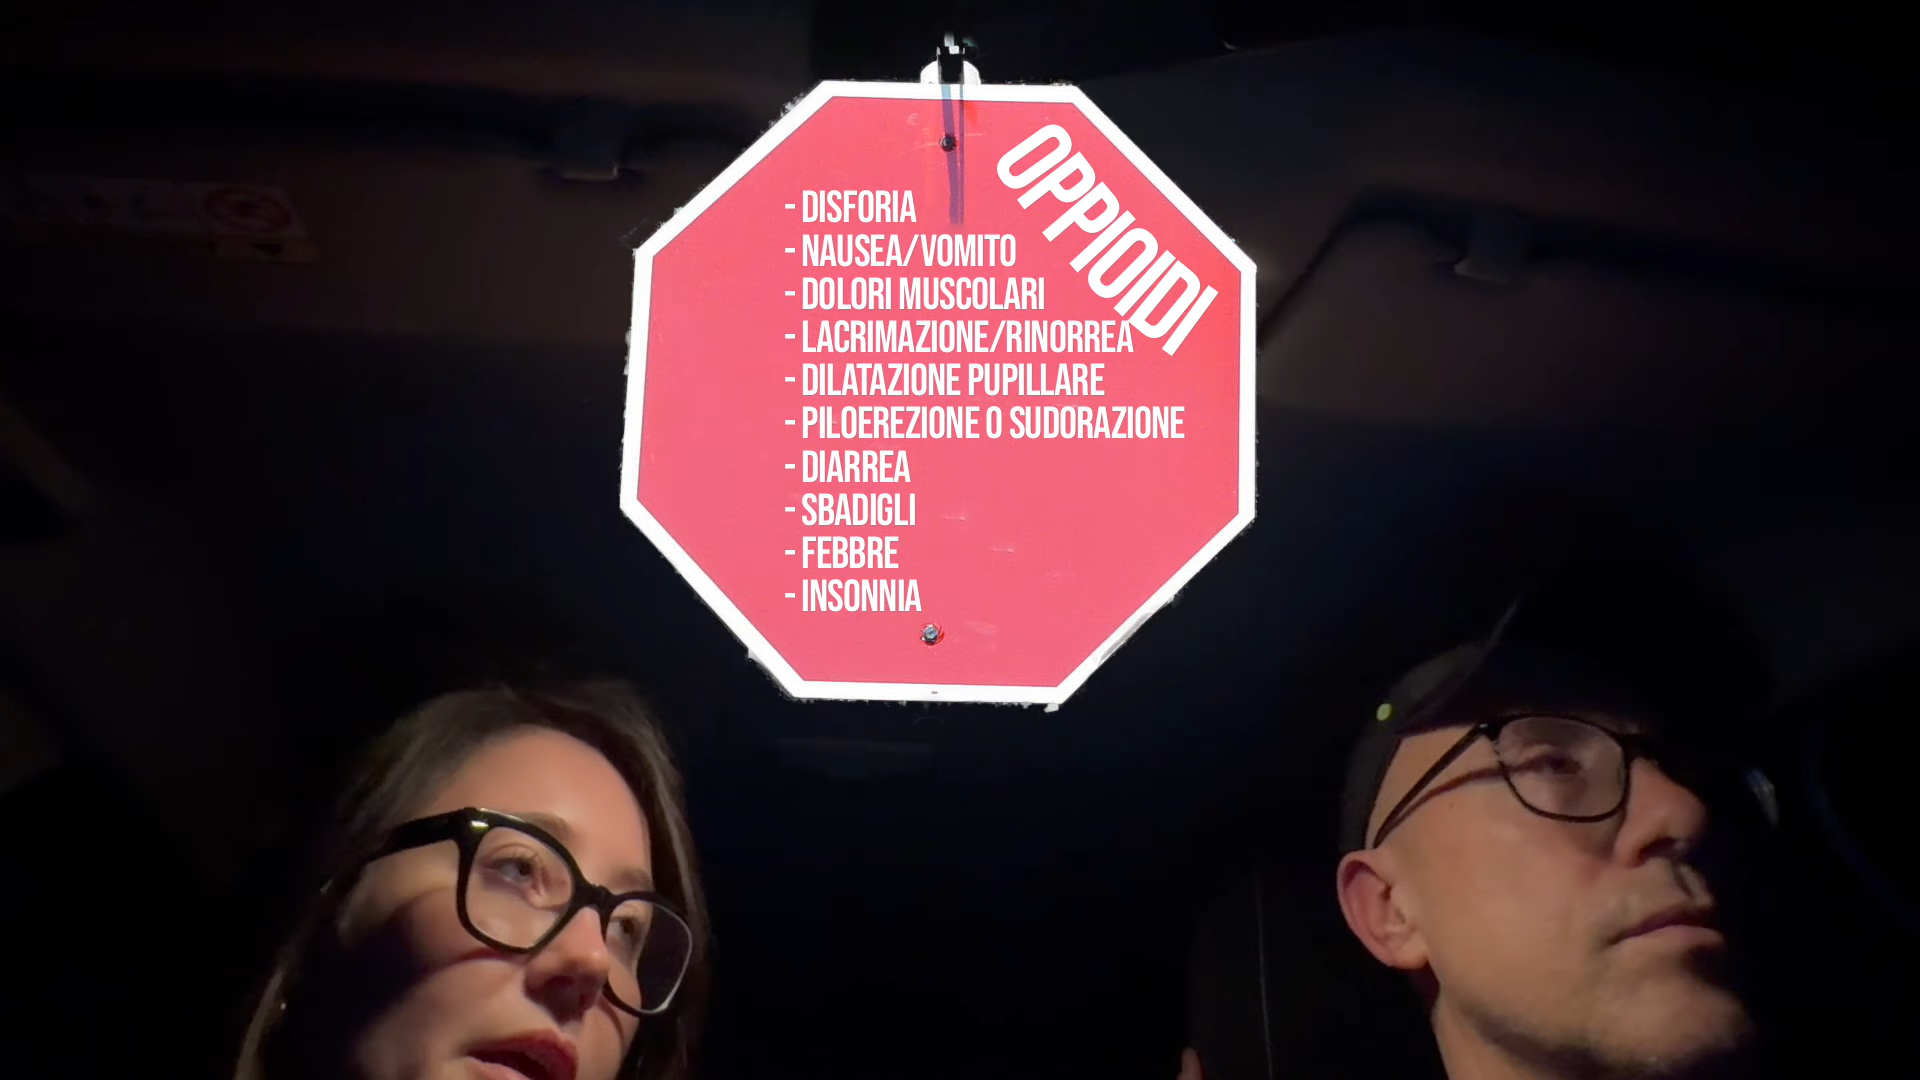 OPPIOIDI
- DISFORIA
- NAUSEA/VOMITO
- DOLORI MUSCOLARI
- LACRIMAZIONE/RINORREA
- DILATAZIONE PUPILLARE
- PILOEREZIONE O SUDORAZIONE
- DIARREA
- SBADIGLI
- FEBBRE
- INSONNIA